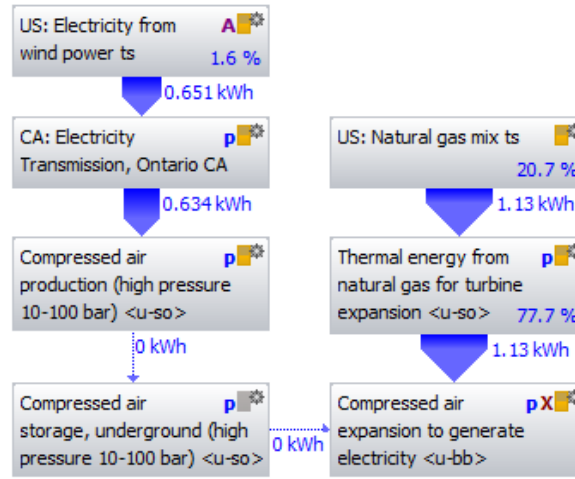 US: Electricity from A
wind power ts 1.6 %
0.651 kWh
CA: Electricity p
Transmission, Ontario CA
0.634 kWh
Compressed air p
production (high pressure
10-100 bar) <u-so>
0 kWh
Compressed air p
storage, underground (high
pressure 10-100 bar) <u-so>
0 kWh
US: Natural gas mix ts
20.7 %
1.13 kWh
Thermal energy from p
natural gas for turbine
expansion <u-so> 77.7 %
1.13 kWh
Compressed air p X
expansion to generate
electricity <u-bb>